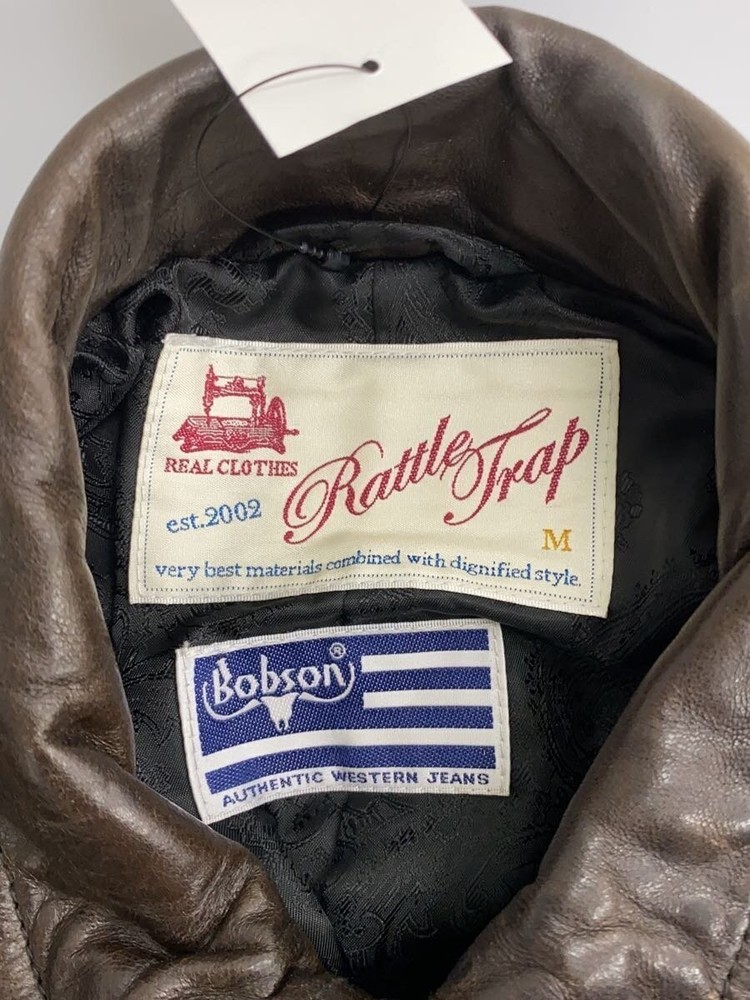 REAL CLOTHES
Rattle Trap
est.2002
M
very best materials combined with dignified style.
Bobson®
AUTHENTIC WESTERN JEANS